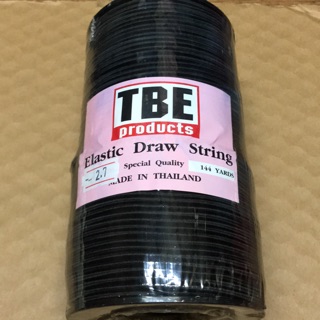 TBE
products
Elastic Draw String
2.7
Special Quality
144 YARDS
MADE IN THAILAND